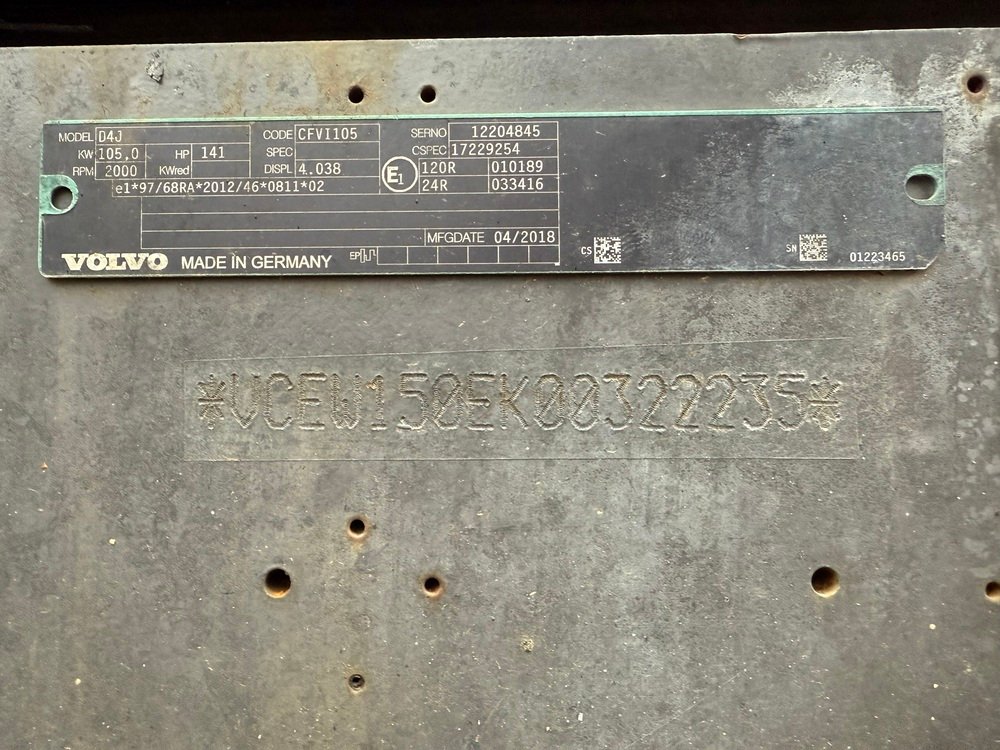 MODEL D4J CODE CFVI105 SERNO 12204845
KW 105,0 HP 141 SPEC CSPEC 17229254
RPM 2000 KWred DISPL 4.038 E1 120R 010189
e1*97/68RA*2012/46*0811*02 24R 033416
MFGDATE 04/2018
VOLVO MADE IN GERMANY EP CS SN 01223465
*VCEW150EK00322235*